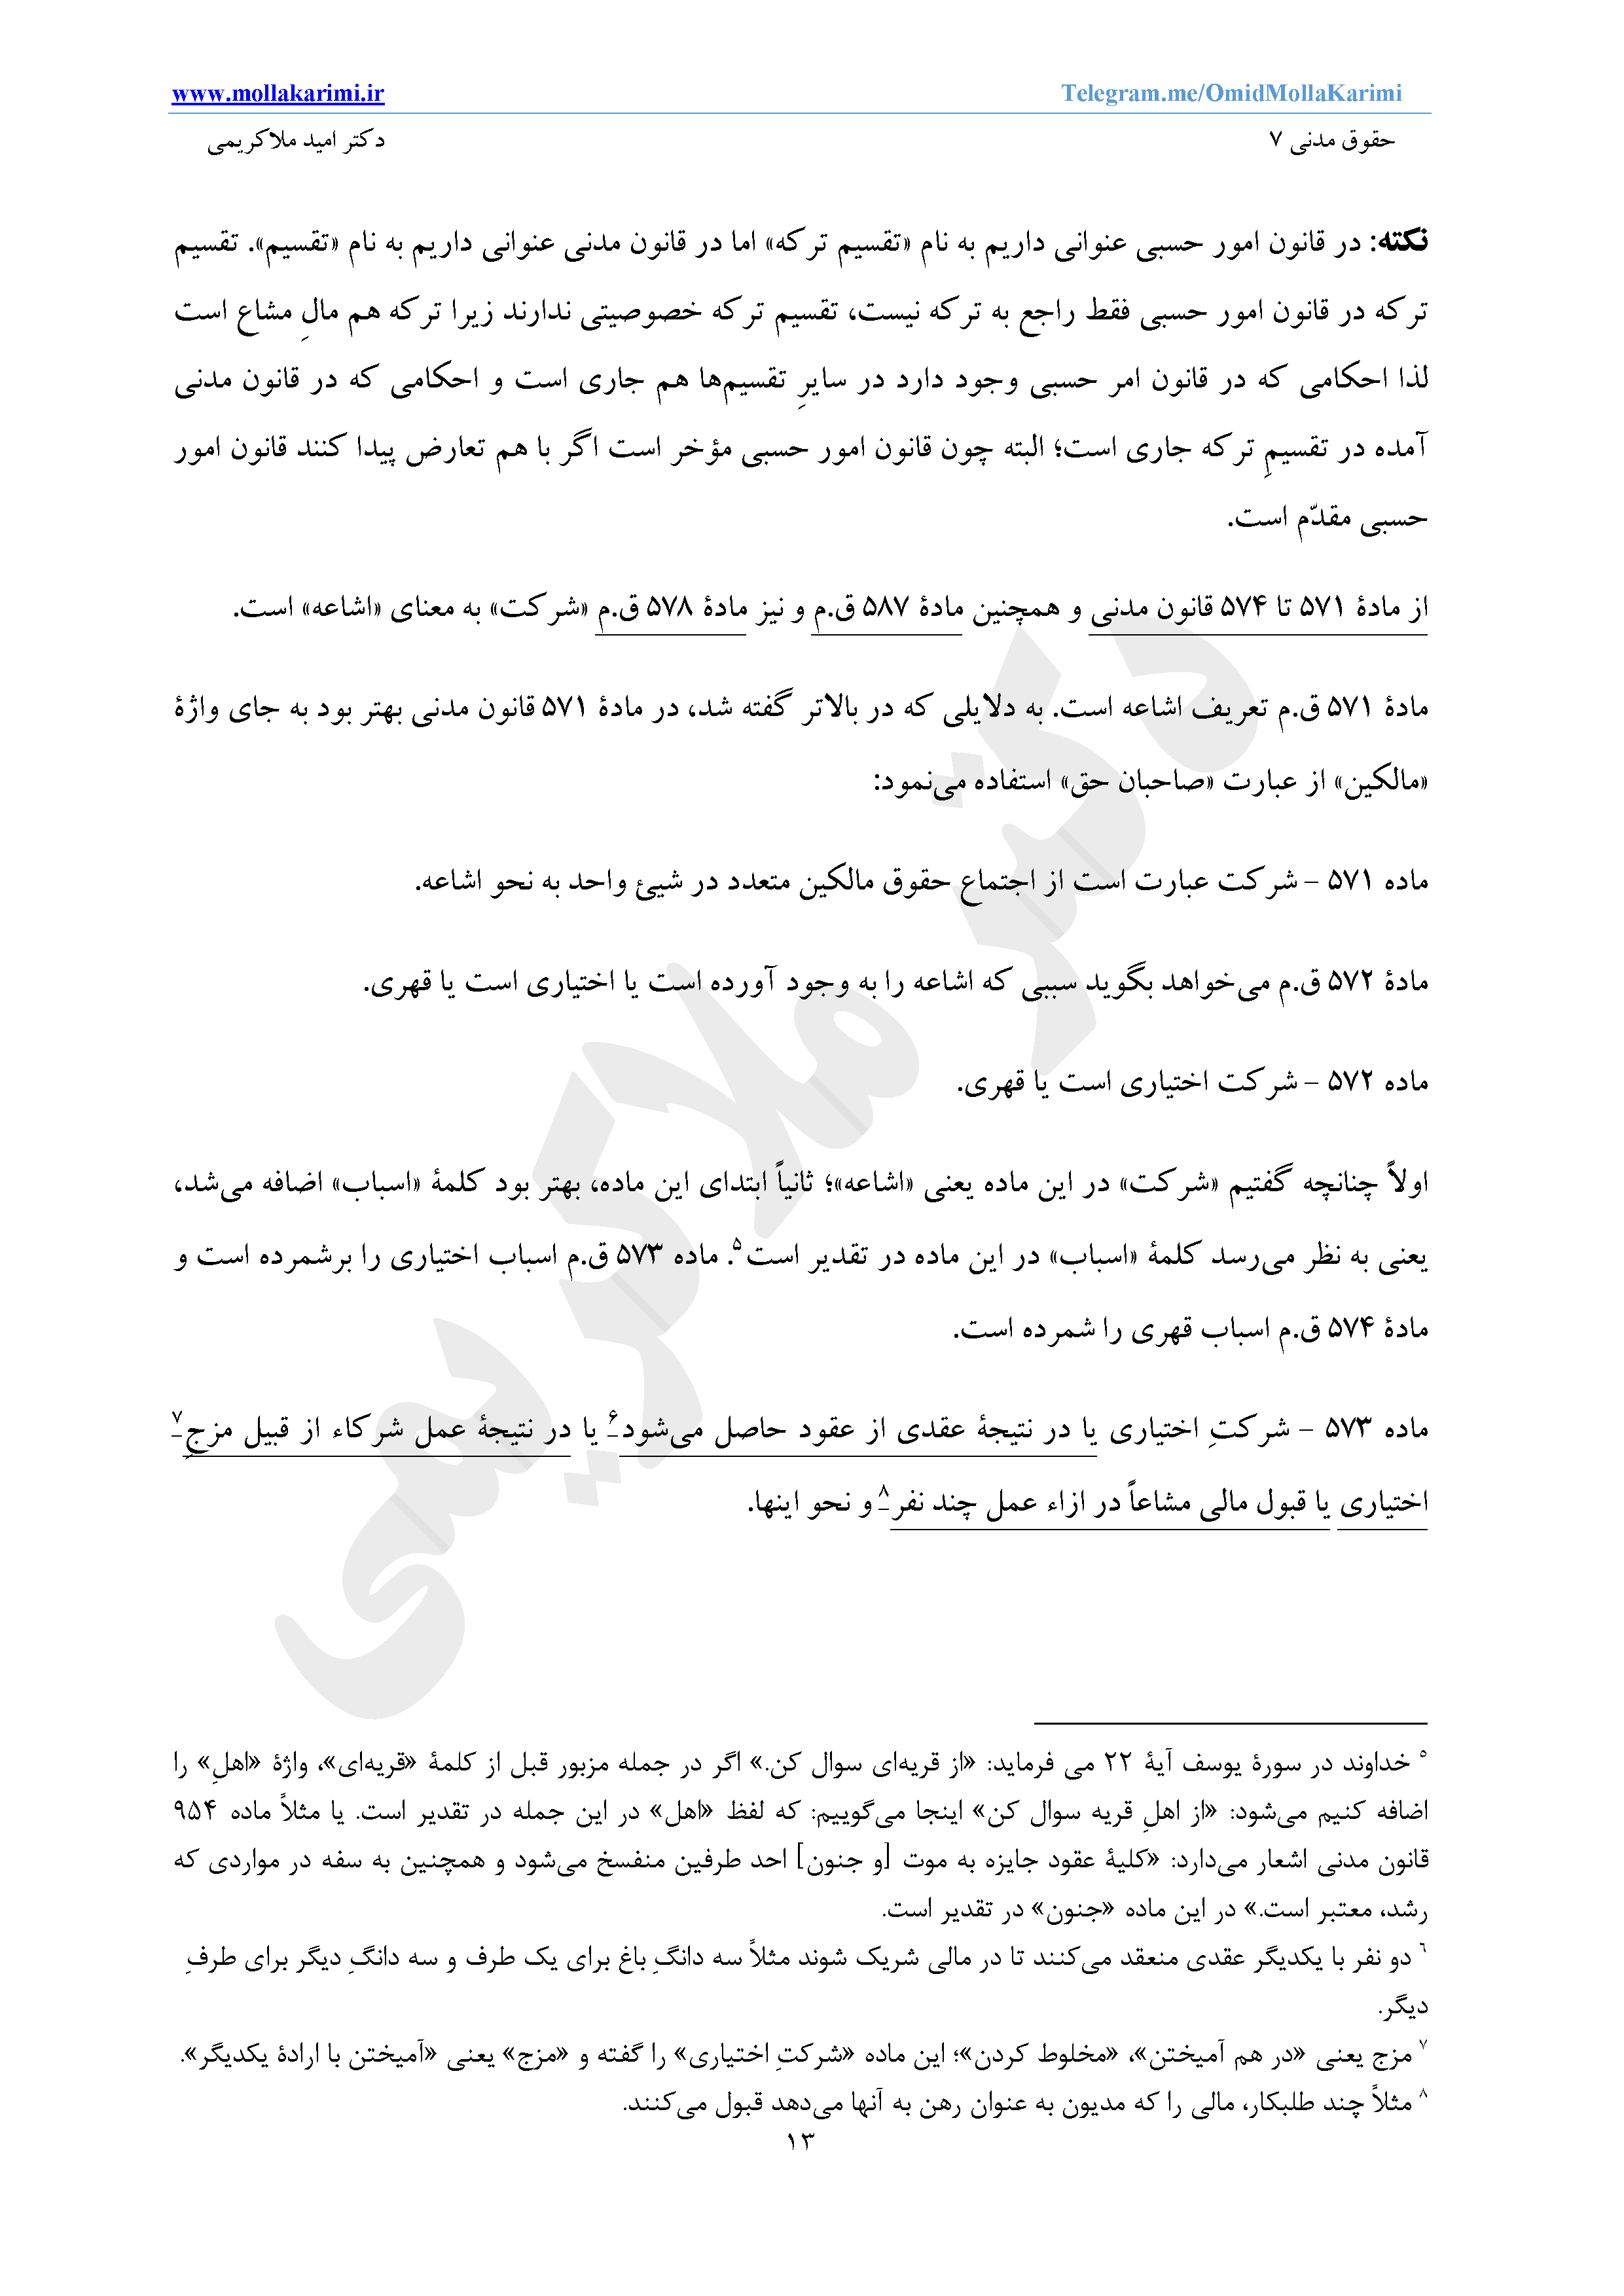 Telegram.me/OmidMollaKarimi www.mollakarimi.ir
حقوق مدنی ۷ دکتر امید ملاکریمی
نکته: در قانون امور حسبی عنوانی داریم به نام «تقسیم ترکه» اما در قانون مدنی عنوانی داریم به نام «تقسیم». تقسیم
ترکه در قانون امور حسبی فقط راجع به ترکه نیست، تقسیم ترکه خصوصیتی ندارند زیرا ترکه هم مالِ مشاع است
لذا احکامی که در قانون امر حسبی وجود دارد در سایرِ تقسیم‌ها هم جاری است و احکامی که در قانون مدنی
آمده در تقسیمِ ترکه جاری است؛ البته چون قانون امور حسبی مؤخر است اگر با هم تعارض پیدا کنند قانون امور
حسبی مقدّم است.
از مادۀ ۵۷۱ تا ۵۷۴ قانون مدنی و همچنین مادۀ ۵۸۷ ق.م و نیز مادۀ ۵۷۸ ق.م «شرکت» به معنای «اشاعه» است.
مادۀ ۵۷۱ ق.م تعریف اشاعه است. به دلایلی که در بالاتر گفته شد، در مادۀ ۵۷۱ قانون مدنی بهتر بود به جای واژۀ
«مالکین» از عبارت «صاحبان حق» استفاده می‌نمود:
ماده ۵۷۱ – شرکت عبارت است از اجتماع حقوق مالکین متعدد در شیئ واحد به نحو اشاعه.
مادۀ ۵۷۲ ق.م می‌خواهد بگوید سببی که اشاعه را به وجود آورده است یا اختیاری است یا قهری.
ماده ۵۷۲ – شرکت اختیاری است یا قهری.
اولاً چنانچه گفتیم «شرکت» در این ماده یعنی «اشاعه»؛ ثانیاً ابتدای این ماده، بهتر بود کلمۀ «اسباب» اضافه می‌شد،
یعنی به نظر می‌رسد کلمۀ «اسباب» در این ماده در تقدیر است۵. ماده ۵۷۳ ق.م اسباب اختیاری را برشمرده است و
مادۀ ۵۷۴ ق.م اسباب قهری را شمرده است.
ماده ۵۷۳ – شرکتِ اختیاری یا در نتیجۀ عقدی از عقود حاصل می‌شود۶ یا در نتیجۀ عمل شرکاء از قبیل مزجِ۷
اختیاری یا قبول مالی مشاعاً در ازاء عمل چند نفر۸ و نحو اینها.
۵ خداوند در سورۀ یوسف آیۀ ۲۲ می فرماید: «از قریه‌ای سوال کن.» اگر در جمله مزبور قبل از کلمۀ «قریه‌ای»، واژۀ «اهلِ» را
اضافه کنیم می‌شود: «از اهلِ قریه سوال کن» اینجا می‌گوییم: که لفظ «اهل» در این جمله در تقدیر است. یا مثلاً ماده ۹۵۴
قانون مدنی اشعار می‌دارد: «کلیۀ عقود جایزه به موت [و جنون] احد طرفین منفسخ می‌شود و همچنین به سفه در مواردی که
رشد، معتبر است.» در این ماده «جنون» در تقدیر است.
۶ دو نفر با یکدیگر عقدی منعقد می‌کنند تا در مالی شریک شوند مثلاً سه دانگِ باغ برای یک طرف و سه دانگِ دیگر برای طرفِ
دیگر.
۷ مزج یعنی «در هم آمیختن»، «مخلوط کردن»؛ این ماده «شرکتِ اختیاری» را گفته و «مزج» یعنی «آمیختن با ارادۀ یکدیگر».
۸ مثلاً چند طلبکار، مالی را که مدیون به عنوان رهن به آنها می‌دهد قبول می‌کنند.
۱۳
دکتر ملاکریمی